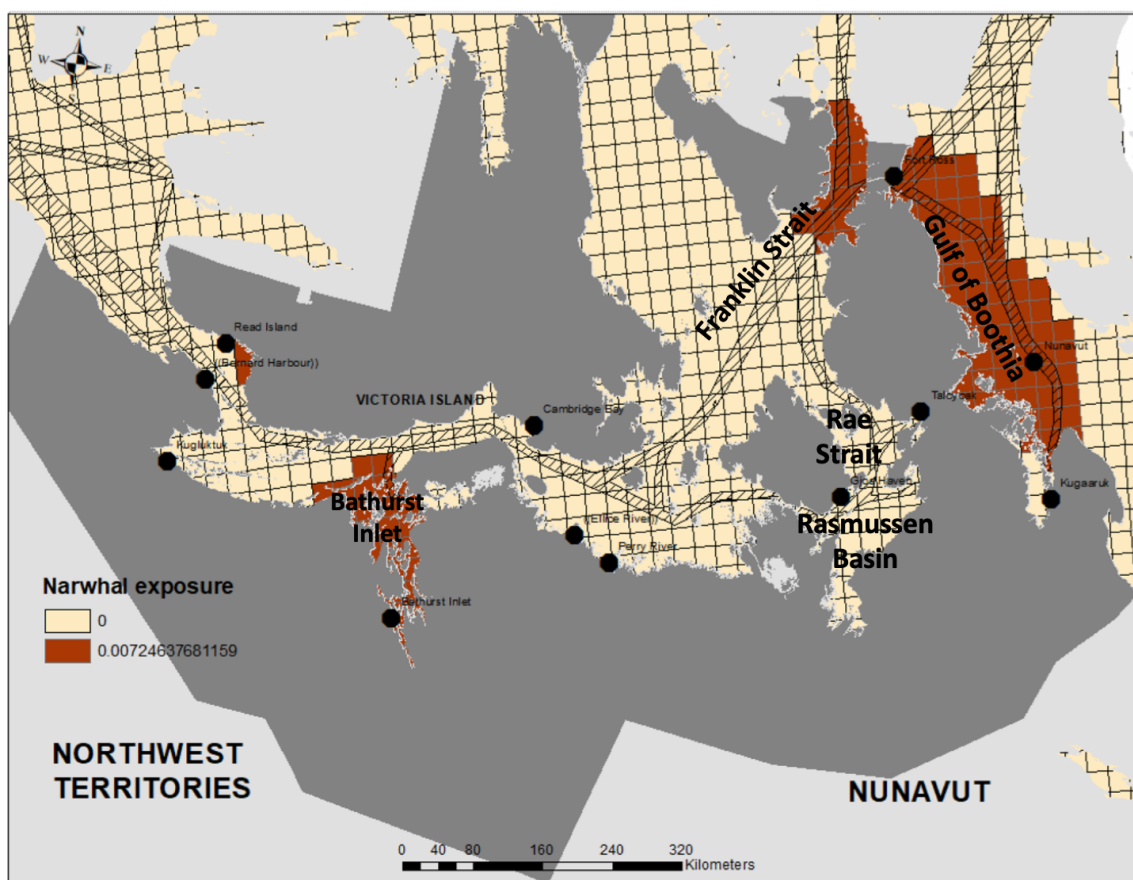 N
W
E
S
Fort Ross
Franklin Strait
Gulf of Boothia
Read Island
((Bernard Harbour))
Nunavut
VICTORIA ISLAND
Cambridge Bay
Taloyoak
Rae
Strait
Kugluktuk
Gjoa Haven
Kugaaruk
Bathurst
Inlet
((Ellice River))
Rasmussen
Basin
Perry River
Narwhal exposure
0
0.00724637681159
Bathurst Inlet
NORTHWEST
TERRITORIES
NUNAVUT
0 40 80 160 240 320
Kilometers